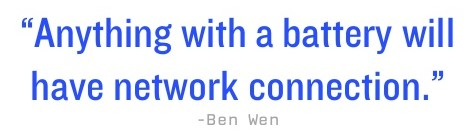 “Anything with a battery will
have network connection.”
-Ben Wen